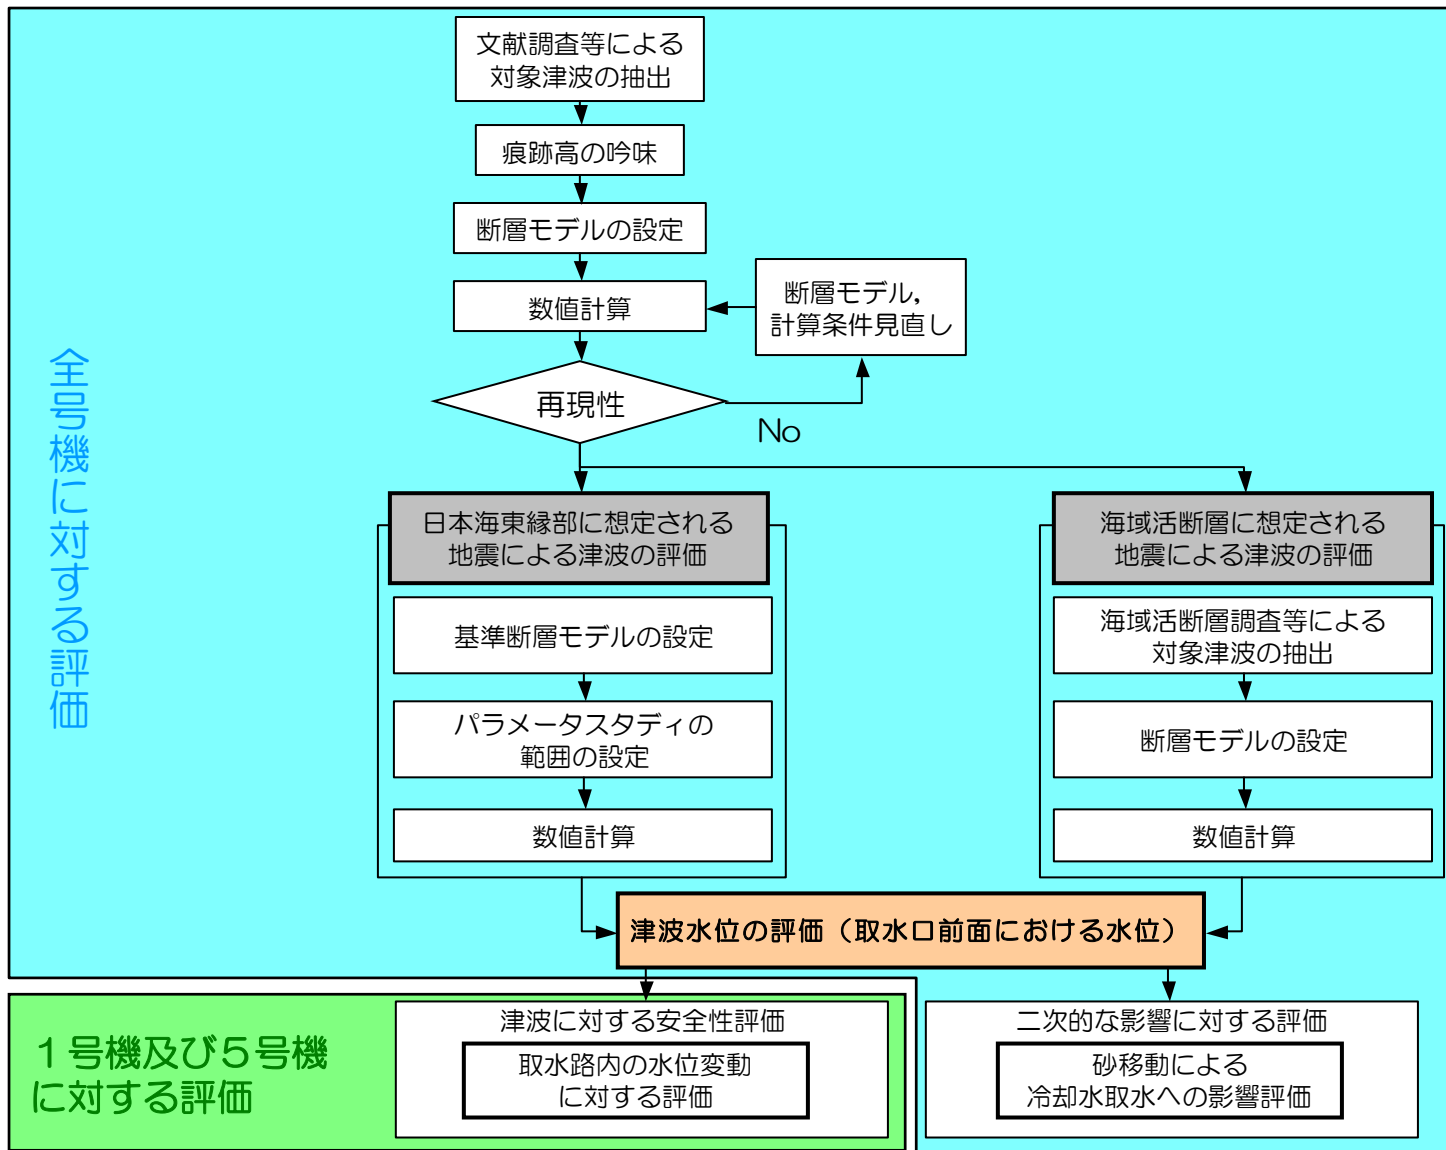 文献調査等による
対象津波の抽出
痕跡高の吟味
断層モデルの設定
数値計算
断層モデル,
計算条件見直し
再現性
No
全号機に対する評価
日本海東縁部に想定される
地震による津波の評価
基準断層モデルの設定
パラメータスタディの
範囲の設定
数値計算
海域活断層に想定される
地震による津波の評価
海域活断層調査等による
対象津波の抽出
断層モデルの設定
数値計算
津波水位の評価（取水口前面における水位）
１号機及び５号機
に対する評価
津波に対する安全性評価
取水路内の水位変動
に対する評価
二次的な影響に対する評価
砂移動による
冷却水取水への影響評価